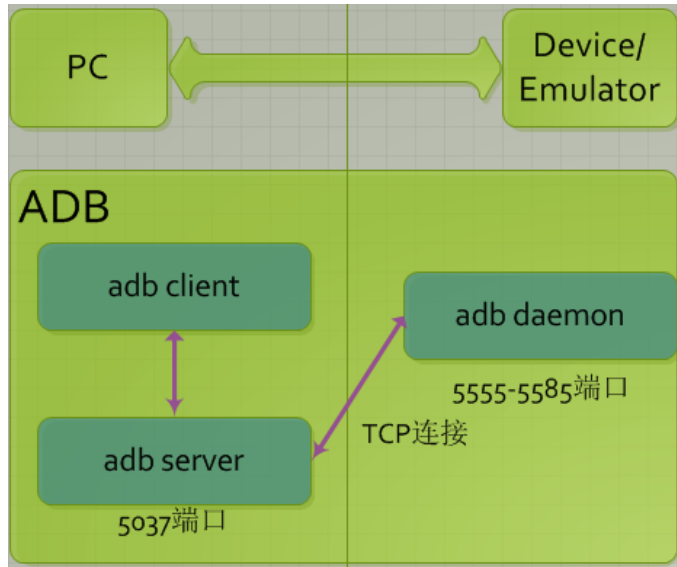 PC
Device/
Emulator
ADB
adb client
adb daemon
5555-5585端口
TCP连接
adb server
5037端口